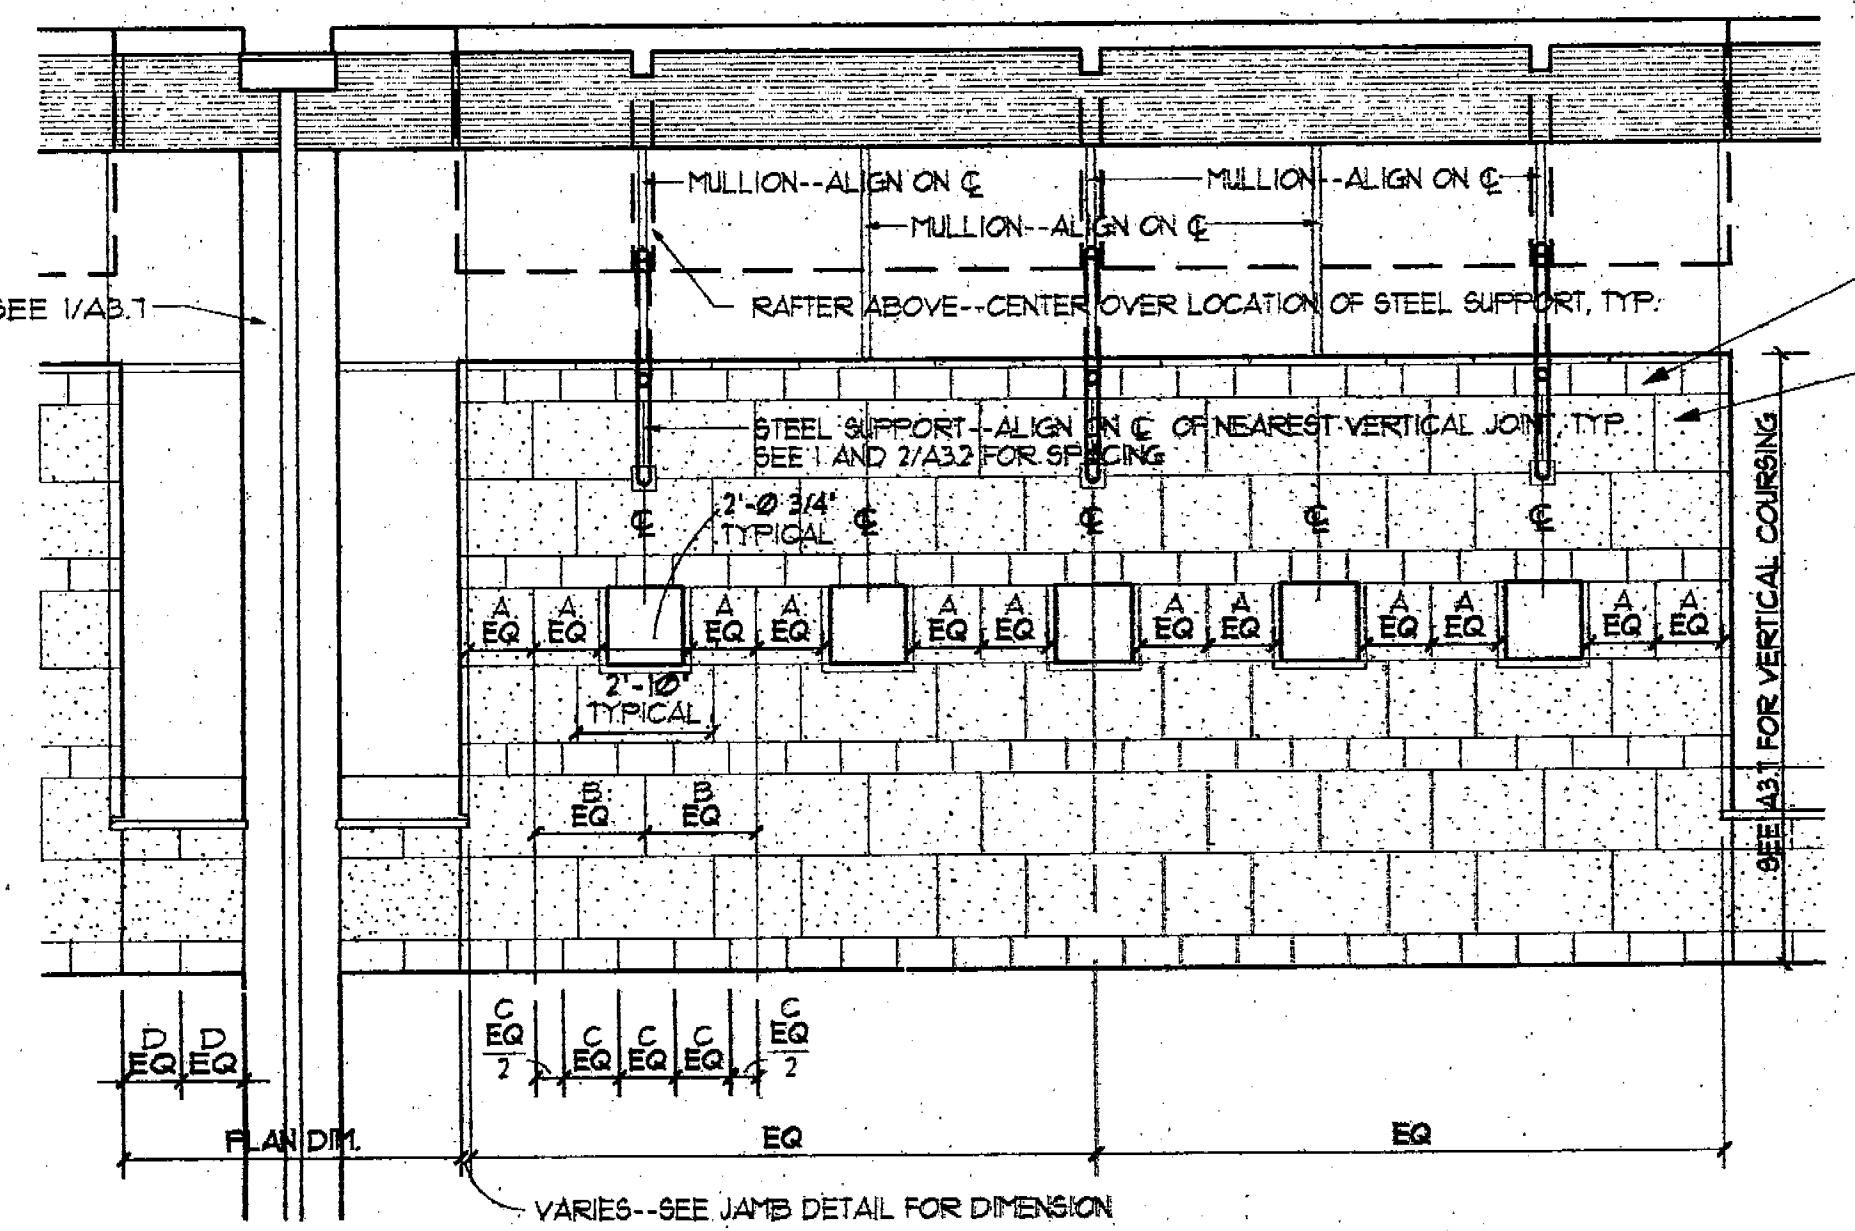 MULLION--ALIGN ON ℄
MULLION--ALIGN ON ℄
MULLION--ALIGN ON ℄
SEE 1/A3.7
RAFTER ABOVE--CENTER OVER LOCATION OF STEEL SUPPORT, TYP.
STEEL SUPPORT--ALIGN ON ℄ OF NEAREST VERTICAL JOINT, TYP.
SEE 1 AND 2/A3.2 FOR SPACING
2'-Ø 3/4"
TYPICAL
℄ ℄ ℄ ℄ ℄
A A A A A A A A A A A A
EQ EQ EQ EQ EQ EQ EQ EQ EQ EQ EQ EQ
2'-1Ø"
TYPICAL
B B
EQ EQ
SEE A3.7 FOR VERTICAL COURSING
D D
EQ EQ
C
EQ
2
C C C
EQ EQ EQ
C
EQ
2
PLAN DIM.
EQ
EQ
VARIES--SEE JAMB DETAIL FOR DIMENSION